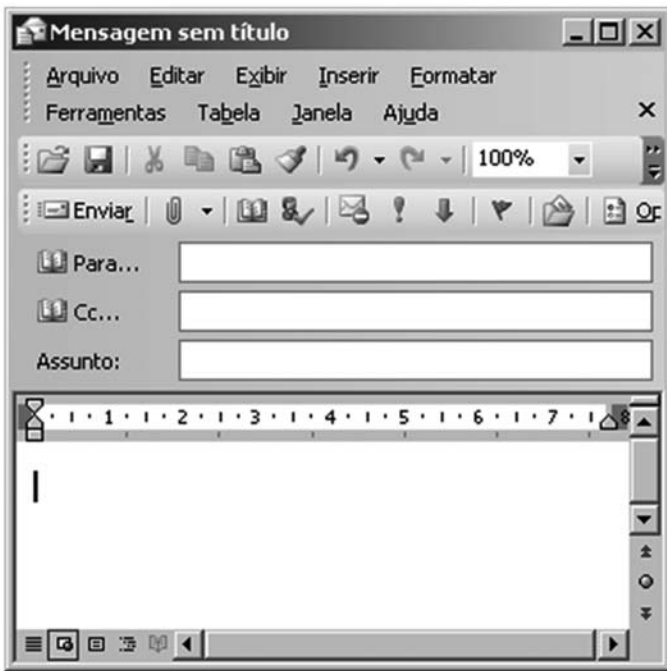 Mensagem sem título
Arquivo Editar Exibir Inserir Formatar
Ferramentas Tabela Janela Ajuda
100%
Enviar
Para...
Cc...
Assunto:
1 2 3 4 5 6 7 8